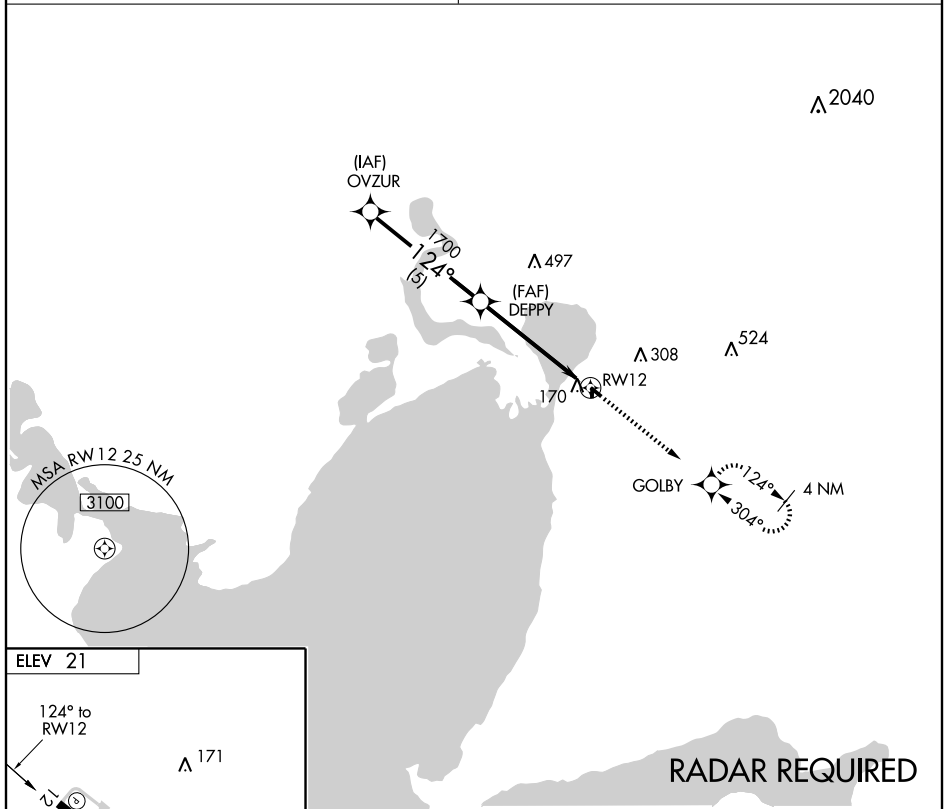 2040
(IAF)
OVZUR
1700
124°
(5)
497
(FAF)
DEPPY
308
524
170
RW12
GOLBY
124°
304°
4 NM
MSA RW12 25 NM
3100
ELEV 21
124° to
RW12
171
12
P
RADAR REQUIRED